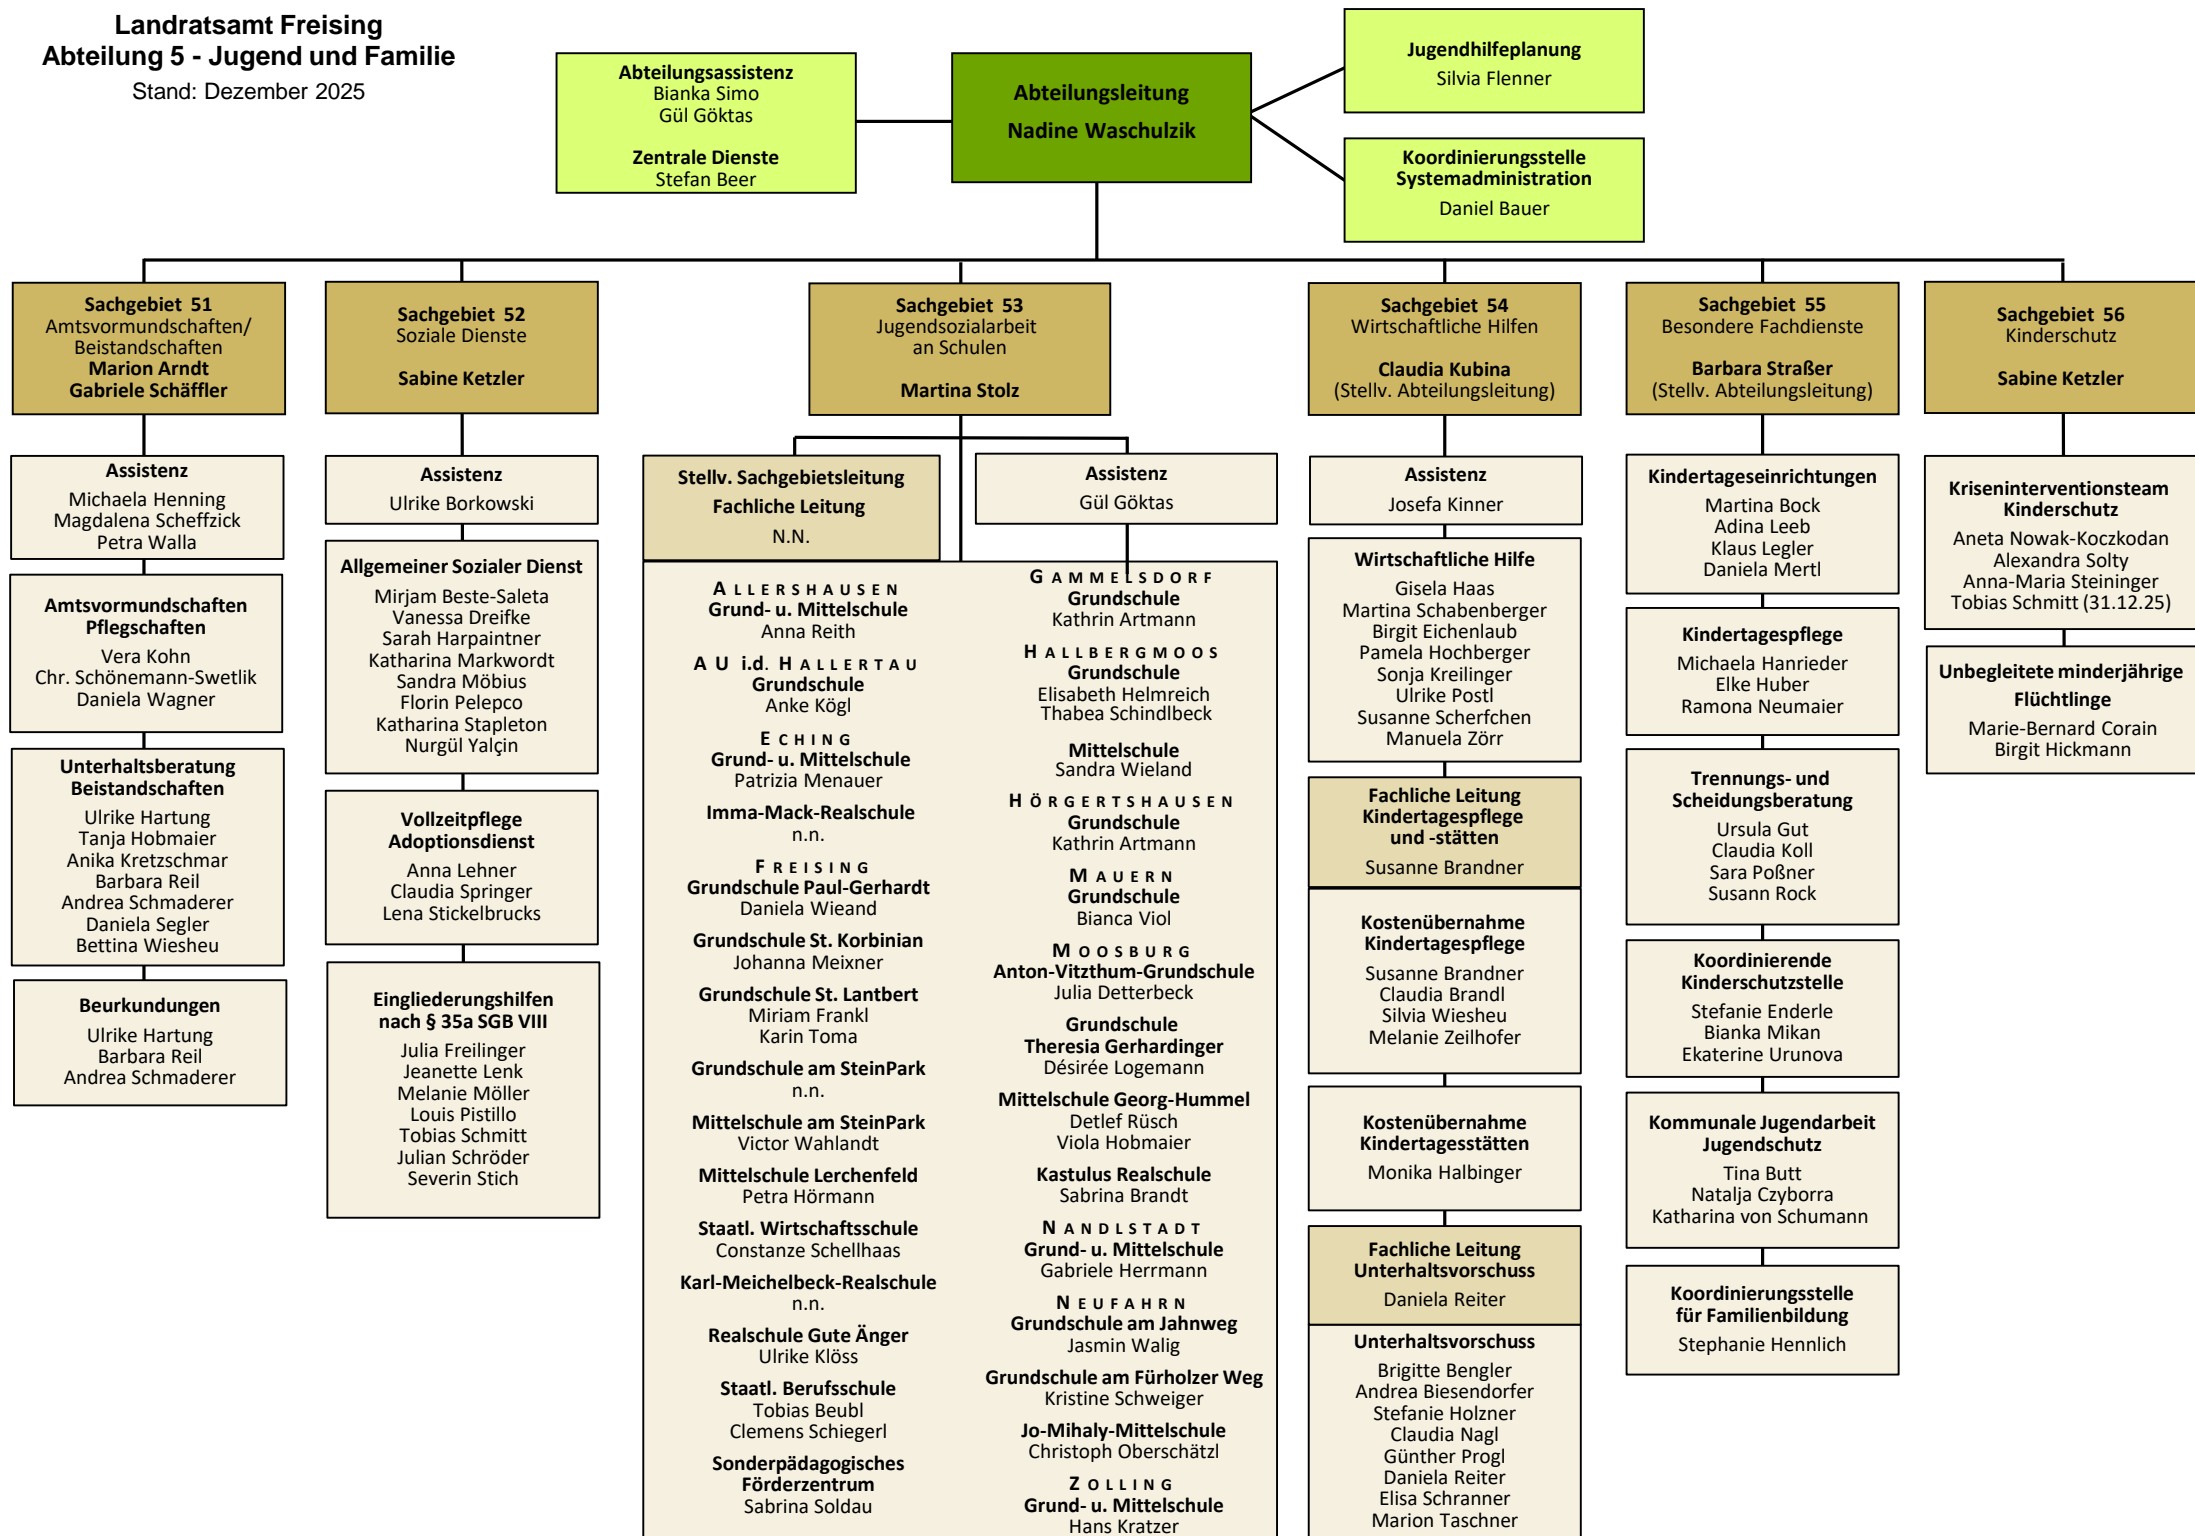 Landratsamt Freising
Abteilung 5 - Jugend und Familie
Stand: Dezember 2025
Abteilungsassistenz
Bianka Simo
Gül Göktas
Zentrale Dienste
Stefan Beer
Abteilungsleitung
Nadine Waschulzik
Jugendhilfeplanung
Silvia Flenner
Koordinierungsstelle
Systemadministration
Daniel Bauer
Sachgebiet 51
Amtsvormundschaften/
Beistandschaften
Marion Arndt
Gabriele Schäffler
Assistenz
Michaela Henning
Magdalena Scheffzick
Petra Walla
Amtsvormundschaften
Pflegschaften
Vera Kohn
Chr. Schönemann-Swetlik
Daniela Wagner
Unterhaltsberatung
Beistandschaften
Ulrike Hartung
Tanja Hobmaier
Anika Kretzschmar
Barbara Reil
Andrea Schmaderer
Daniela Segler
Bettina Wiesheu
Beurkundungen
Ulrike Hartung
Barbara Reil
Andrea Schmaderer
Sachgebiet 52
Soziale Dienste
Sabine Ketzler
Assistenz
Ulrike Borkowski
Allgemeiner Sozialer Dienst
Mirjam Beste-Saleta
Vanessa Dreifke
Sarah Harpaintner
Katharina Markwordt
Sandra Möbius
Florin Pelepco
Katharina Stapleton
Nurgül Yalçin
Vollzeitpflege
Adoptionsdienst
Anna Lehner
Claudia Springer
Lena Stickelbrucks
Eingliederungshilfen
nach § 35a SGB VIII
Julia Freilinger
Jeanette Lenk
Melanie Möller
Louis Pistillo
Tobias Schmitt
Julian Schröder
Severin Stich
Sachgebiet 53
Jugendsozialarbeit
an Schulen
Martina Stolz
Stellv. Sachgebietsleitung
Fachliche Leitung
N.N.
Assistenz
Gül Göktas
ALLERSHAUSEN
Grund- u. Mittelschule
Anna Reith
AU i.d. HALLERTAU
Grundschule
Anke Kögl
ECHING
Grund- u. Mittelschule
Patrizia Menauer
Imma-Mack-Realschule
n.n.
FREISING
Grundschule Paul-Gerhardt
Daniela Wieand
Grundschule St. Korbinian
Johanna Meixner
Grundschule St. Lantbert
Miriam Frankl
Karin Toma
Grundschule am SteinPark
n.n.
Mittelschule am SteinPark
Victor Wahlandt
Mittelschule Lerchenfeld
Petra Hörmann
Staatl. Wirtschaftsschule
Constanze Schellhaas
Karl-Meichelbeck-Realschule
n.n.
Realschule Gute Änger
Ulrike Klöss
Staatl. Berufsschule
Tobias Beubl
Clemens Schiegerl
Sonderpädagogisches
Förderzentrum
Sabrina Soldau
GAMMELSDORF
Grundschule
Kathrin Artmann
HALLBERGMOOS
Grundschule
Elisabeth Helmreich
Thabea Schindlbeck
Mittelschule
Sandra Wieland
HÖRGERTSHAUSEN
Grundschule
Kathrin Artmann
MAUERN
Grundschule
Bianca Viol
MOOSBURG
Anton-Vitzthum-Grundschule
Julia Detterbeck
Grundschule
Theresia Gerhardinger
Désirée Logemann
Mittelschule Georg-Hummel
Detlef Rüsch
Viola Hobmaier
Kastulus Realschule
Sabrina Brandt
NANDLSTADT
Grund- u. Mittelschule
Gabriele Herrmann
NEUFAHRN
Grundschule am Jahnweg
Jasmin Walig
Grundschule am Fürholzer Weg
Kristine Schweiger
Jo-Mihaly-Mittelschule
Christoph Oberschätzl
ZOLLING
Grund- u. Mittelschule
Hans Kratzer
Sachgebiet 54
Wirtschaftliche Hilfen
Claudia Kubina
(Stellv. Abteilungsleitung)
Assistenz
Josefa Kinner
Wirtschaftliche Hilfe
Gisela Haas
Martina Schabenberger
Birgit Eichenlaub
Pamela Hochberger
Sonja Kreilinger
Ulrike Postl
Susanne Scherfchen
Manuela Zörr
Fachliche Leitung
Kindertagespflege
und -stätten
Susanne Brandner
Kostenübernahme
Kindertagespflege
Susanne Brandner
Claudia Brandl
Silvia Wiesheu
Melanie Zeilhofer
Kostenübernahme
Kindertagesstätten
Monika Halbinger
Fachliche Leitung
Unterhaltsvorschuss
Daniela Reiter
Unterhaltsvorschuss
Brigitte Bengler
Andrea Biesendorfer
Stefanie Holzner
Claudia Nagl
Günther Progl
Daniela Reiter
Elisa Schranner
Marion Taschner
Sachgebiet 55
Besondere Fachdienste
Barbara Straßer
(Stellv. Abteilungsleitung)
Kindertageseinrichtungen
Martina Bock
Adina Leeb
Klaus Legler
Daniela Mertl
Kindertagespflege
Michaela Hanrieder
Elke Huber
Ramona Neumaier
Trennungs- und
Scheidungsberatung
Ursula Gut
Claudia Koll
Sara Poßner
Susann Rock
Koordinierende
Kinderschutzstelle
Stefanie Enderle
Bianka Mikan
Ekaterine Urunova
Kommunale Jugendarbeit
Jugendschutz
Tina Butt
Natalja Czyborra
Katharina von Schumann
Koordinierungsstelle
für Familienbildung
Stephanie Hennlich
Sachgebiet 56
Kinderschutz
Sabine Ketzler
Kriseninterventionsteam
Kinderschutz
Aneta Nowak-Koczkodan
Alexandra Solty
Anna-Maria Steininger
Tobias Schmitt (31.12.25)
Unbegleitete minderjährige
Flüchtlinge
Marie-Bernard Corain
Birgit Hickmann